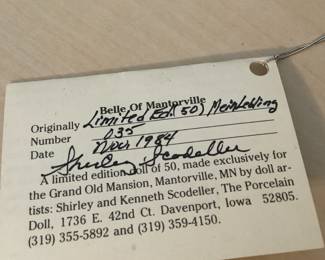 Belle Of Mantorville
Originally Limited Ed. (50) Mein Liebling
Number 035
Date Nov 1984
Shirley Scodeller
A limited edition doll of 50, made exclusively for
the Grand Old Mansion, Mantorville, MN by doll ar-
tists: Shirley and Kenneth Scodeller, The Porcelain
Doll, 1736 E. 42nd Ct. Davenport, Iowa 52805.
(319) 355-5892 and (319) 359-4150.